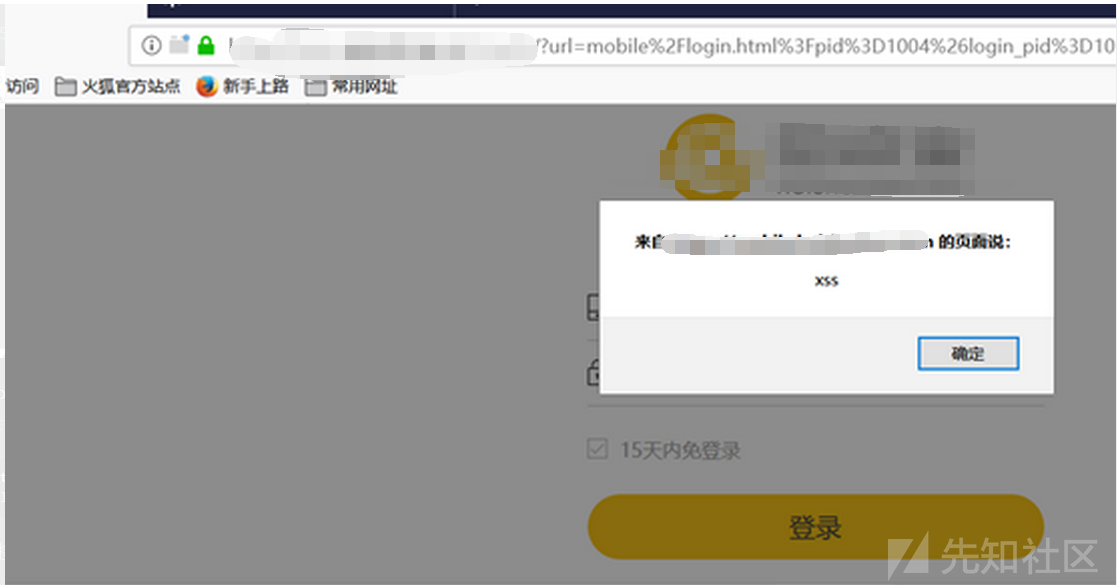 /?url=mobile%2Flogin.html%3Fpid%3D1004%26login_pid%3D10
访问 火狐官方站点 新手上路 常用网址
来自 的页面说：
xss
确定
15天内免登录
登录
先知社区